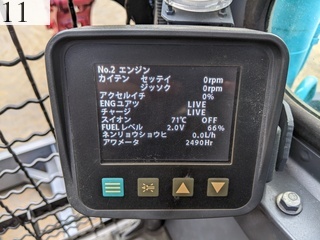 11
No.2 エンジン
カイテン セッテイ 0rpm
ジッソク 0rpm
アクセルイチ 0%
ENGユアツ LIVE
チャージ LIVE
スイオン 71℃ OFF
FUEL レベル 2.0V 66%
ネンリョウショウヒ 0.0L/h
アワメータ 2490Hr